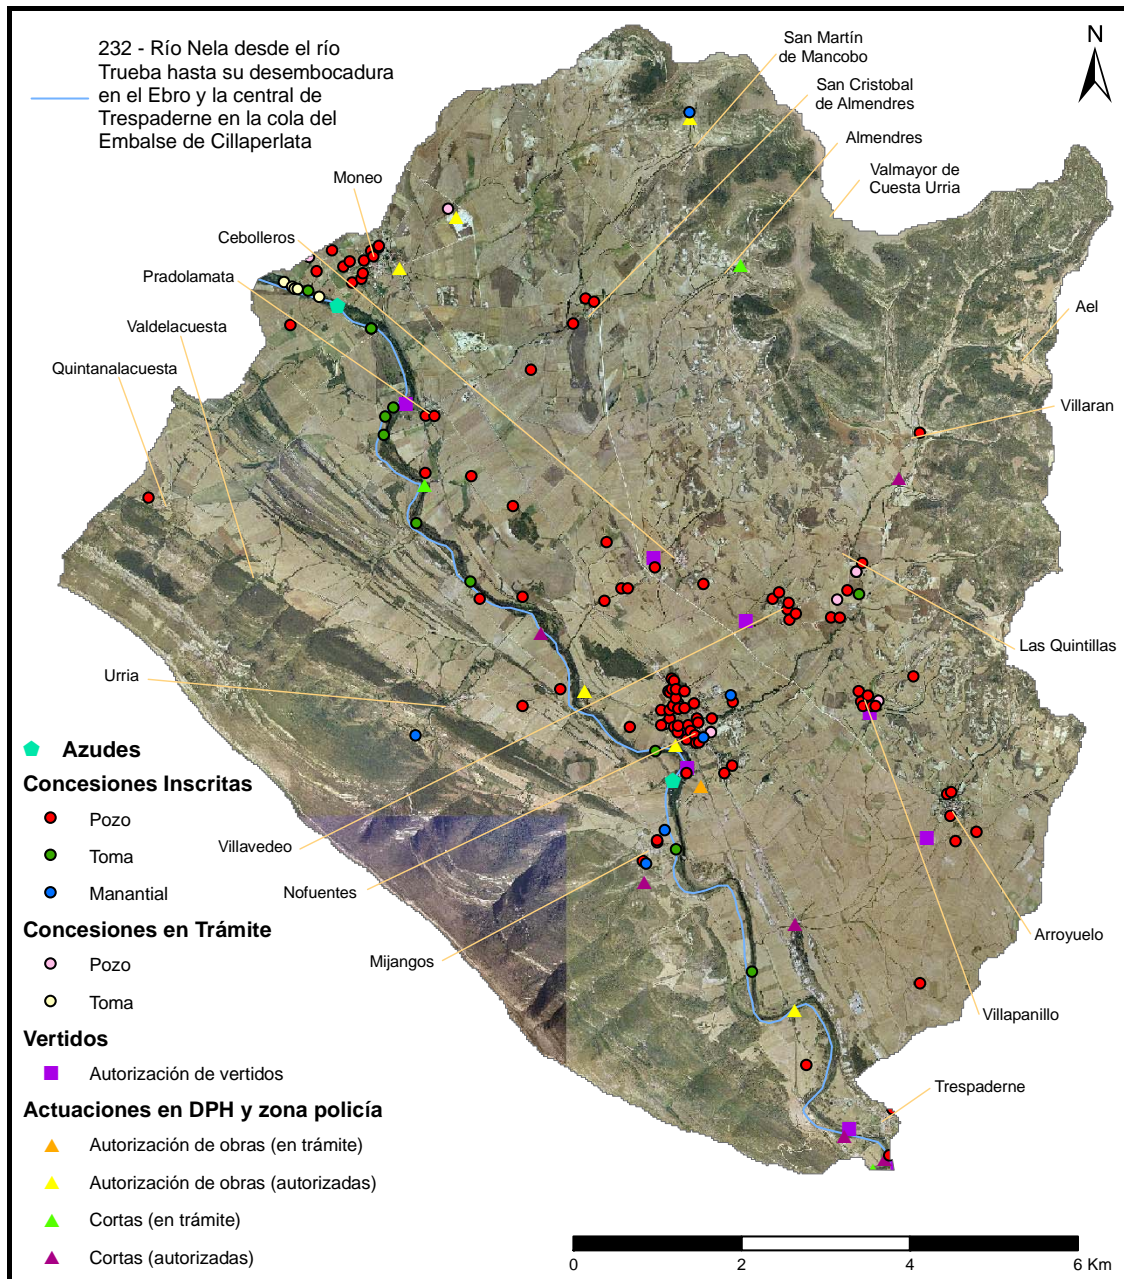 232 - Río Nela desde el río
Trueba hasta su desembocadura
en el Ebro y la central de
Trespaderne en la cola del
Embalse de Cillaperlata
N
San Martín
de Mancobo
San Cristobal
de Almendres
Almendres
Valmayor de
Cuesta Urria
Moneo
Cebolleros
Pradolamata
Valdelacuesta
Quintanalacuesta
Ael
Villaran
Las Quintillas
Urria
Villavedeo
Nofuentes
Mijangos
Arroyuelo
Villapanillo
Trespaderne
Azudes
Concesiones Inscritas
Pozo
Toma
Manantial
Concesiones en Trámite
Pozo
Toma
Vertidos
Autorización de vertidos
Actuaciones en DPH y zona policía
Autorización de obras (en trámite)
Autorización de obras (autorizadas)
Cortas (en trámite)
Cortas (autorizadas)
0 2 4 6 Km